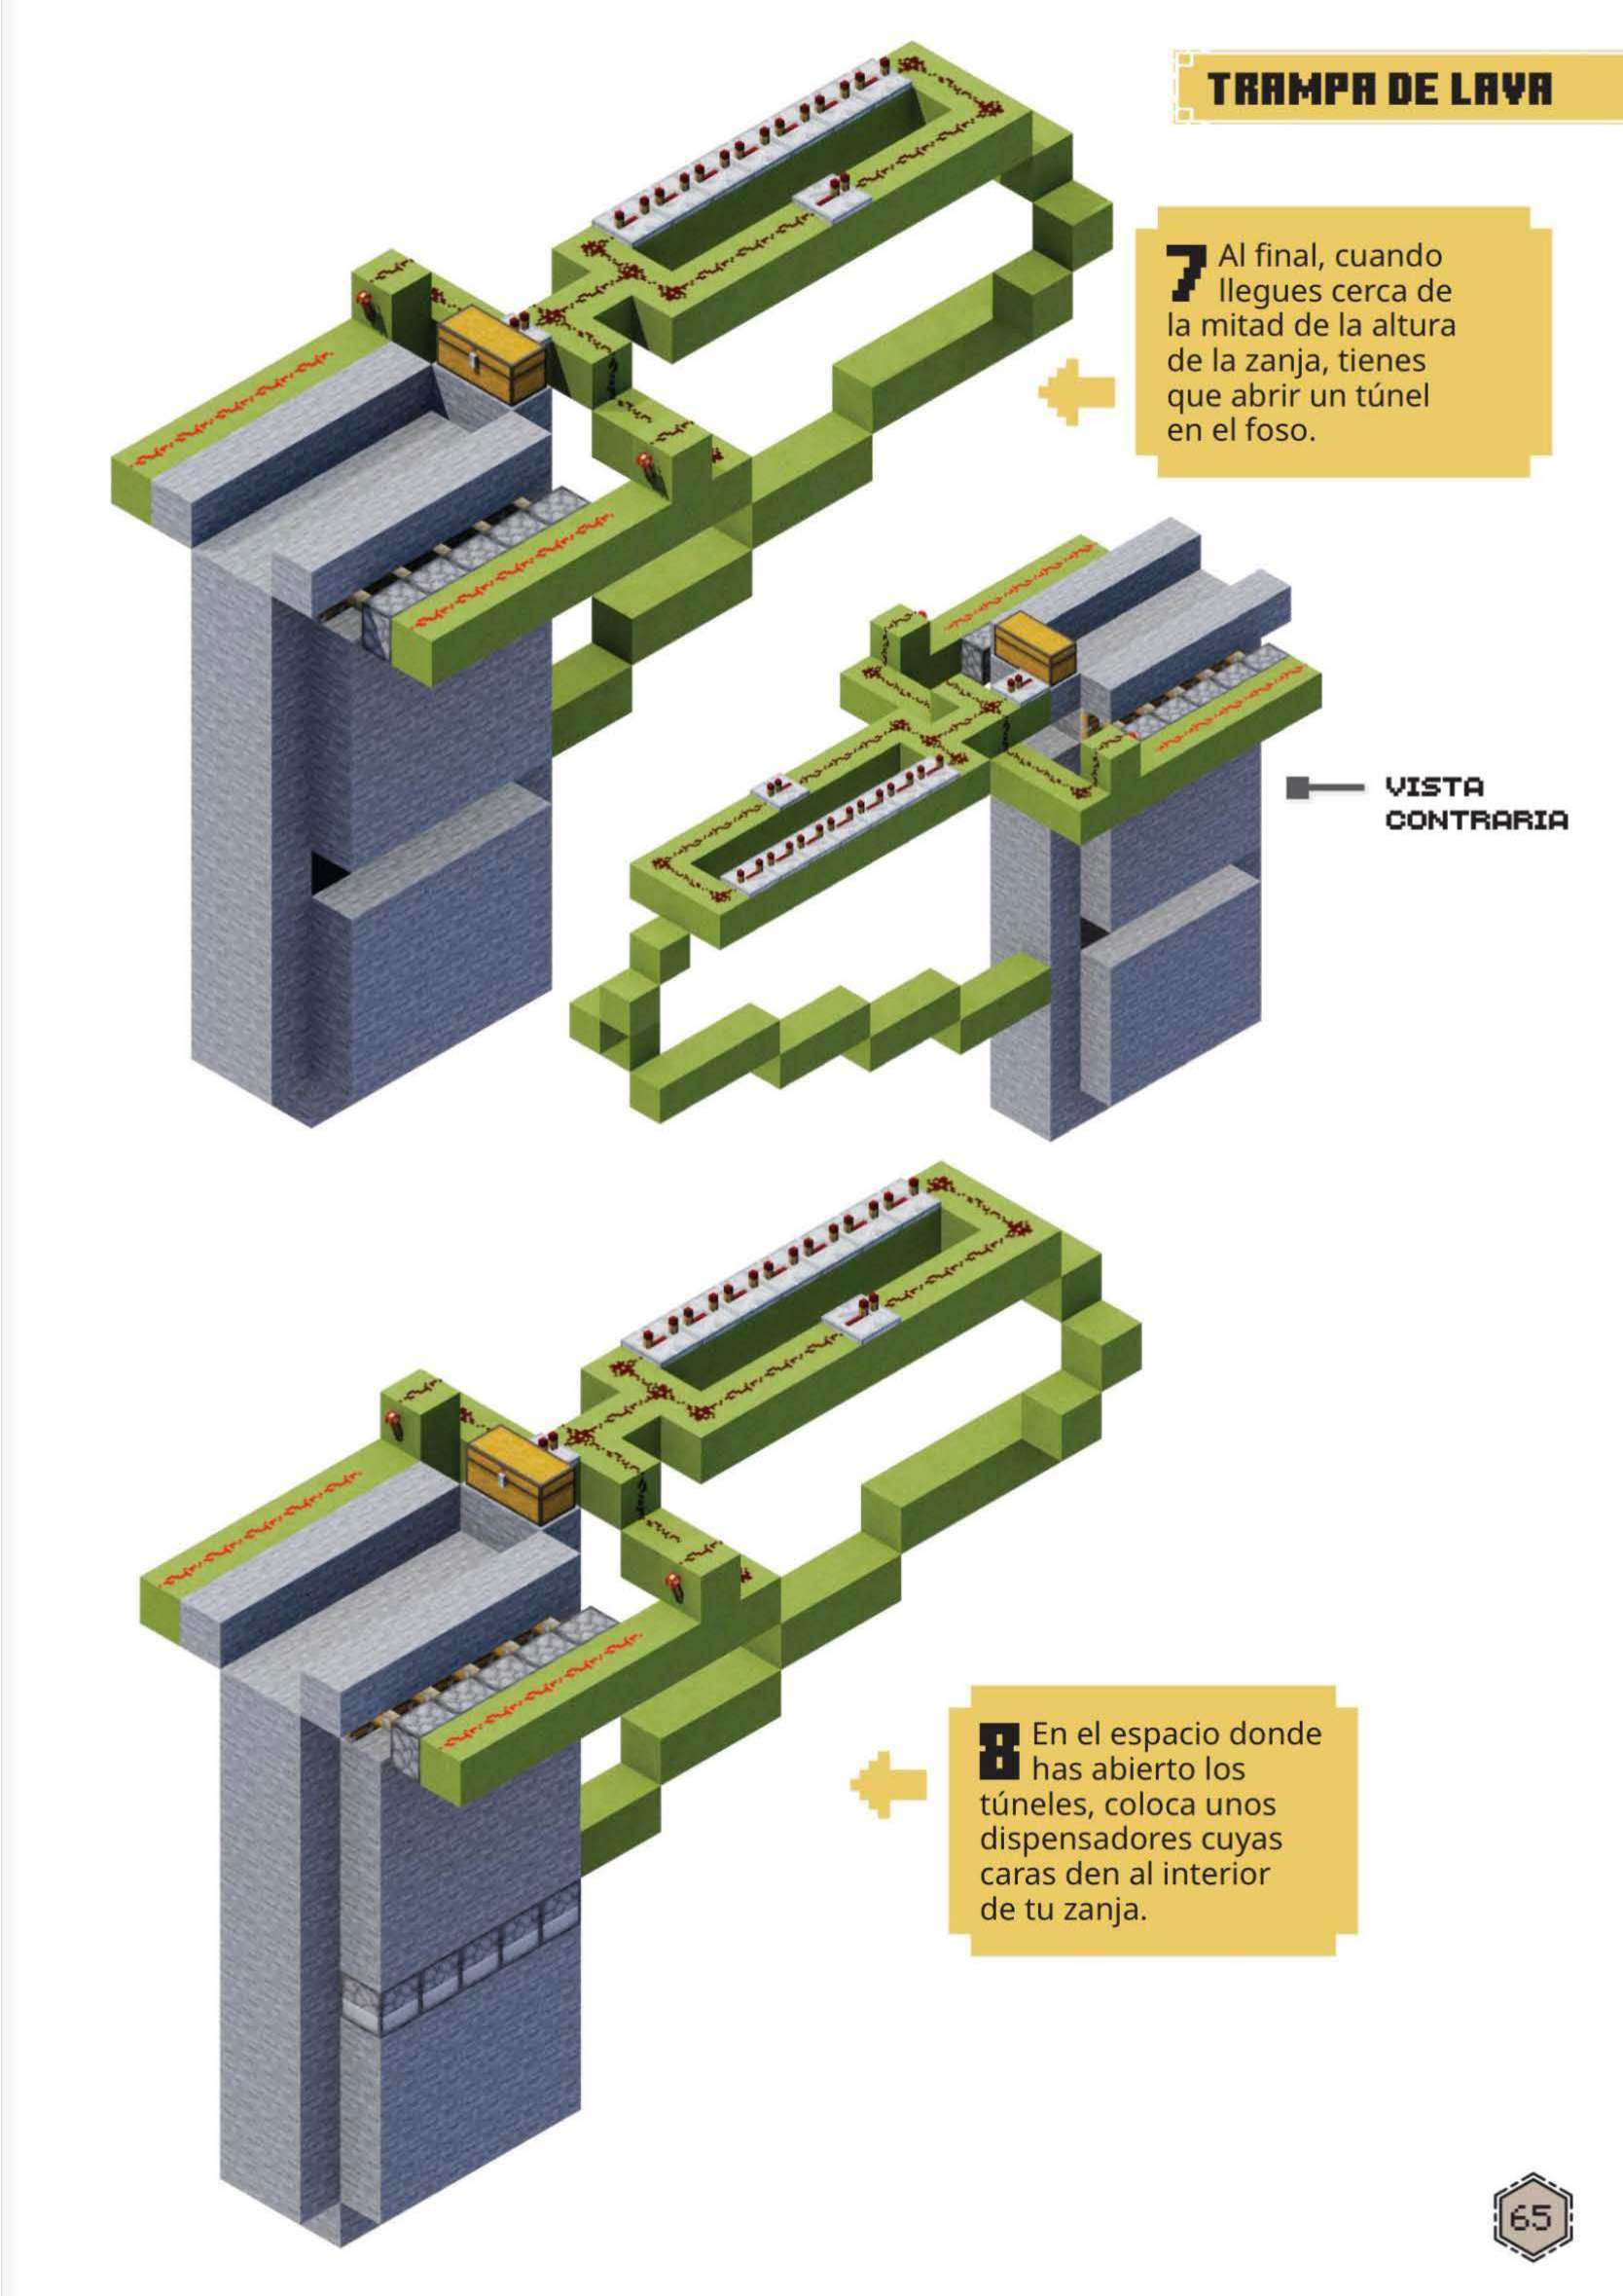 TRAMPA DE LAVA
7 Al final, cuando
llegues cerca de
la mitad de la altura
de la zanja, tienes
que abrir un túnel
en el foso.
VISTA
CONTRARIA
8 En el espacio donde
has abierto los
túneles, coloca unos
dispensadores cuyas
caras den al interior
de tu zanja.
65